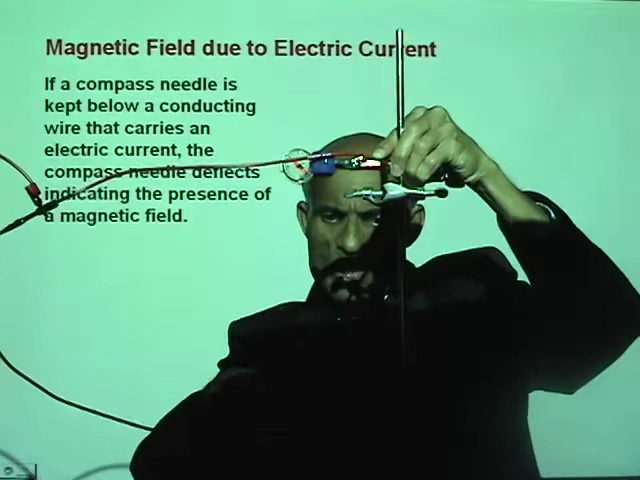 Magnetic Field due to Electric Current
If a compass needle is
kept below a conducting
wire that carries an
electric current, the
compass needle deflects
indicating the presence of
a magnetic field.